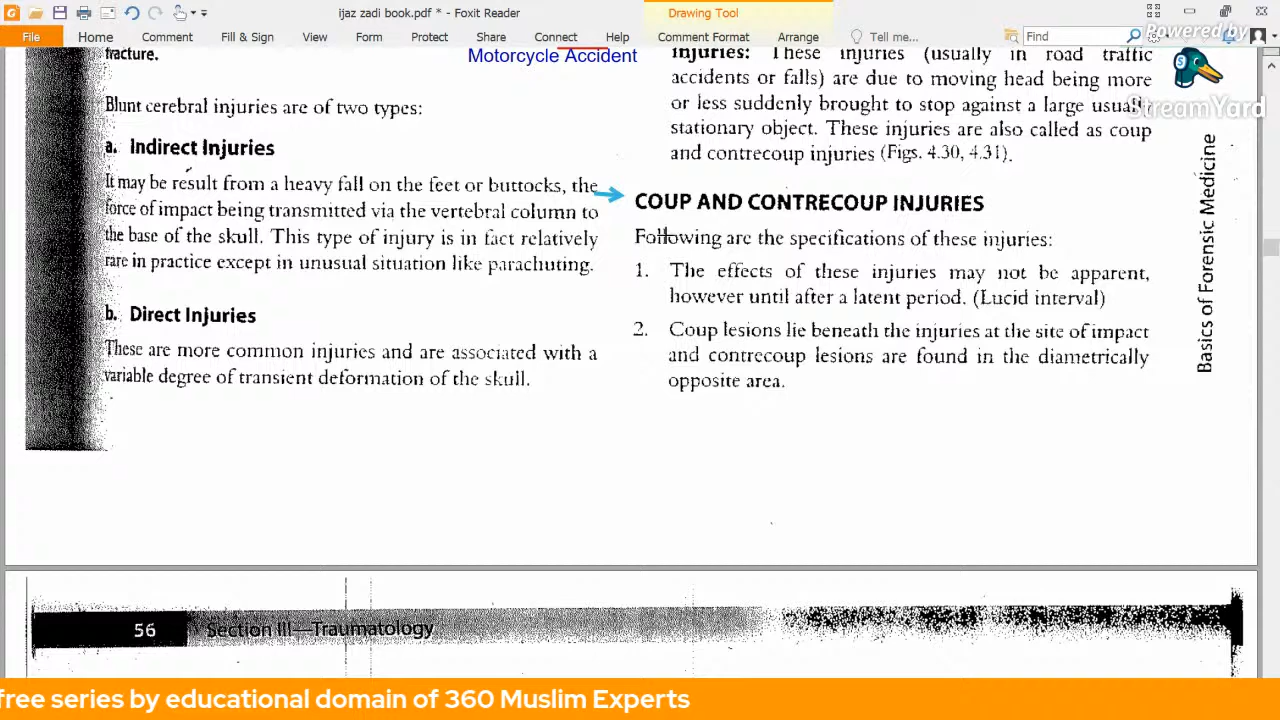 ijaz zadi book.pdf * - Foxit Reader
Drawing Tool
File Home Comment Fill & Sign View Form Protect Share Connect Help Comment Format Arrange Tell me... Find
Powered by
StreamYard
fracture.
Motorcycle Accident
Blunt cerebral injuries are of two types:
a. Indirect Injuries
It may be result from a heavy fall on the feet or buttocks, the
force of impact being transmitted via the vertebral column to
the base of the skull. This type of injury is in fact relatively
rare in practice except in unusual situation like parachuting.
b. Direct Injuries
These are more common injuries and are associated with a
variable degree of transient deformation of the skull.
Injuries: These injuries (usually in road traffic
accidents or falls) are due to moving head being more
or less suddenly brought to stop against a large usually
stationary object. These injuries are also called as coup
and contrecoup injuries (Figs. 4.30, 4.31).
COUP AND CONTRECOUP INJURIES
Following are the specifications of these injuries:
1. The effects of these injuries may not be apparent,
however until after a latent period. (Lucid interval)
2. Coup lesions lie beneath the injuries at the site of impact
and contrecoup lesions are found in the diametrically
opposite area.
Basics of Forensic Medicine
56 Section III—Traumatology
free series by educational domain of 360 Muslim Experts